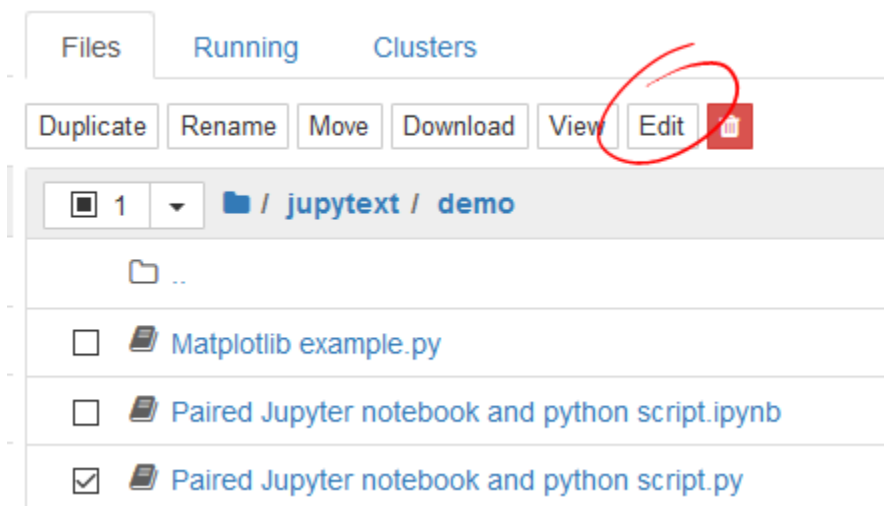 Files Running Clusters
Duplicate Rename Move Download View Edit
1 / jupytext / demo
..
Matplotlib example.py
Paired Jupyter notebook and python script.ipynb
Paired Jupyter notebook and python script.py